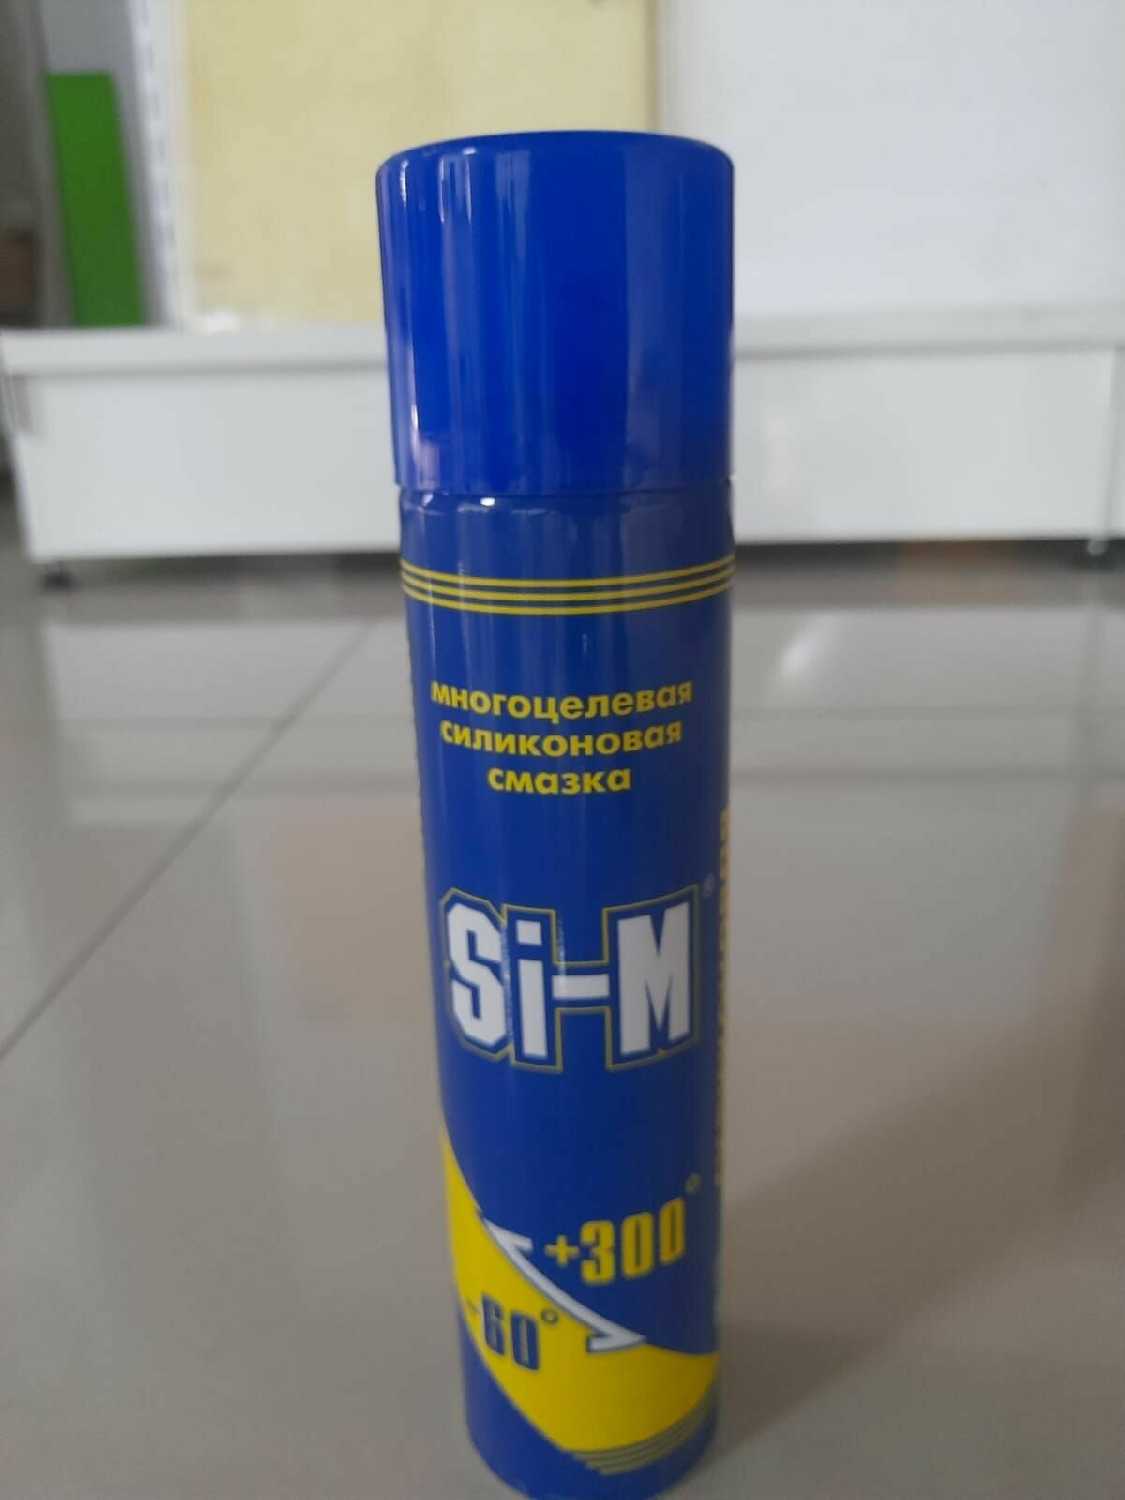 многоцелевая
силиконовая
смазка
Si-M®
+300°
-60°